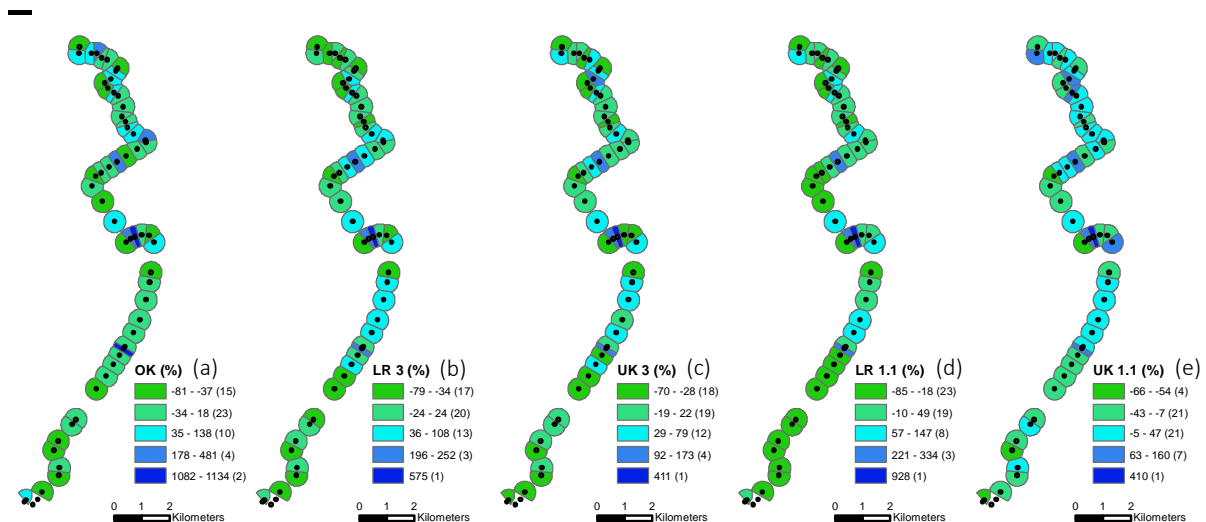 OK (%) (a)
-81 - -37 (15)
-34 - 18 (23)
35 - 138 (10)
178 - 481 (4)
1082 - 1134 (2)
0 1 2
Kilometers
LR 3 (%) (b)
-79 - -34 (17)
-24 - 24 (20)
36 - 108 (13)
196 - 252 (3)
575 (1)
0 1 2
Kilometers
UK 3 (%) (c)
-70 - -28 (18)
-19 - 22 (19)
29 - 79 (12)
92 - 173 (4)
411 (1)
0 1 2
Kilometers
LR 1.1 (%) (d)
-85 - -18 (23)
-10 - 49 (19)
57 - 147 (8)
221 - 334 (3)
928 (1)
0 1 2
Kilometers
UK 1.1 (%) (e)
-66 - -54 (4)
-43 - -7 (21)
-5 - 47 (21)
63 - 160 (7)
410 (1)
0 1 2
Kilometers